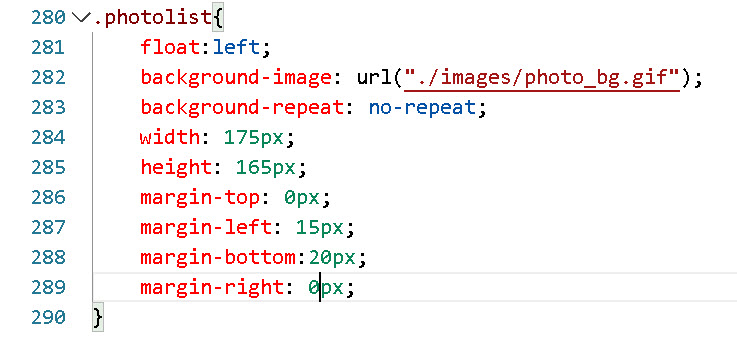 280 .photolist{
281 float:left;
282 background-image: url("./images/photo_bg.gif");
283 background-repeat: no-repeat;
284 width: 175px;
285 height: 165px;
286 margin-top: 0px;
287 margin-left: 15px;
288 margin-bottom:20px;
289 margin-right: 0px;
290 }